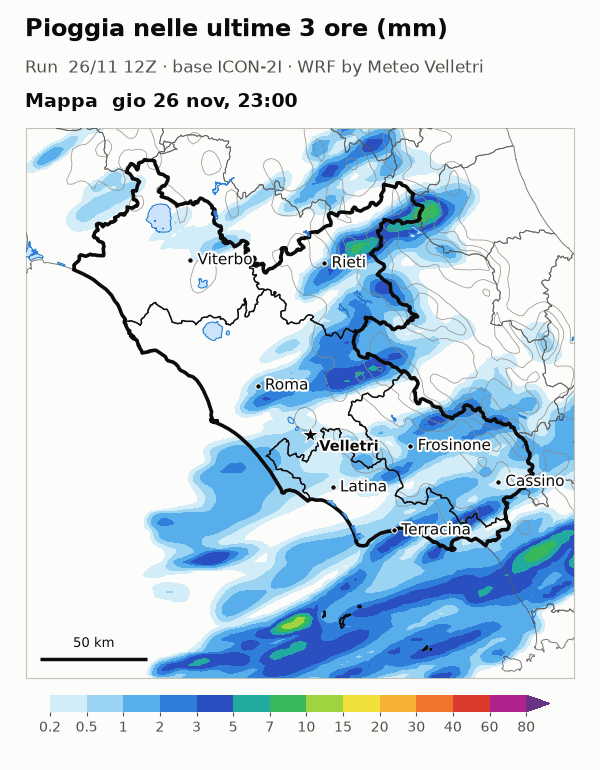 Pioggia nelle ultime 3 ore (mm)
Run  26/11 12Z · base ICON-2I · WRF by Meteo Velletri
Mappa  gio 26 nov, 23:00
Viterbo
Rieti
Roma
Velletri
Frosinone
Latina
Cassino
Terracina
50 km
0.2 0.5 1 2 3 5 7 10 15 20 30 40 60 80